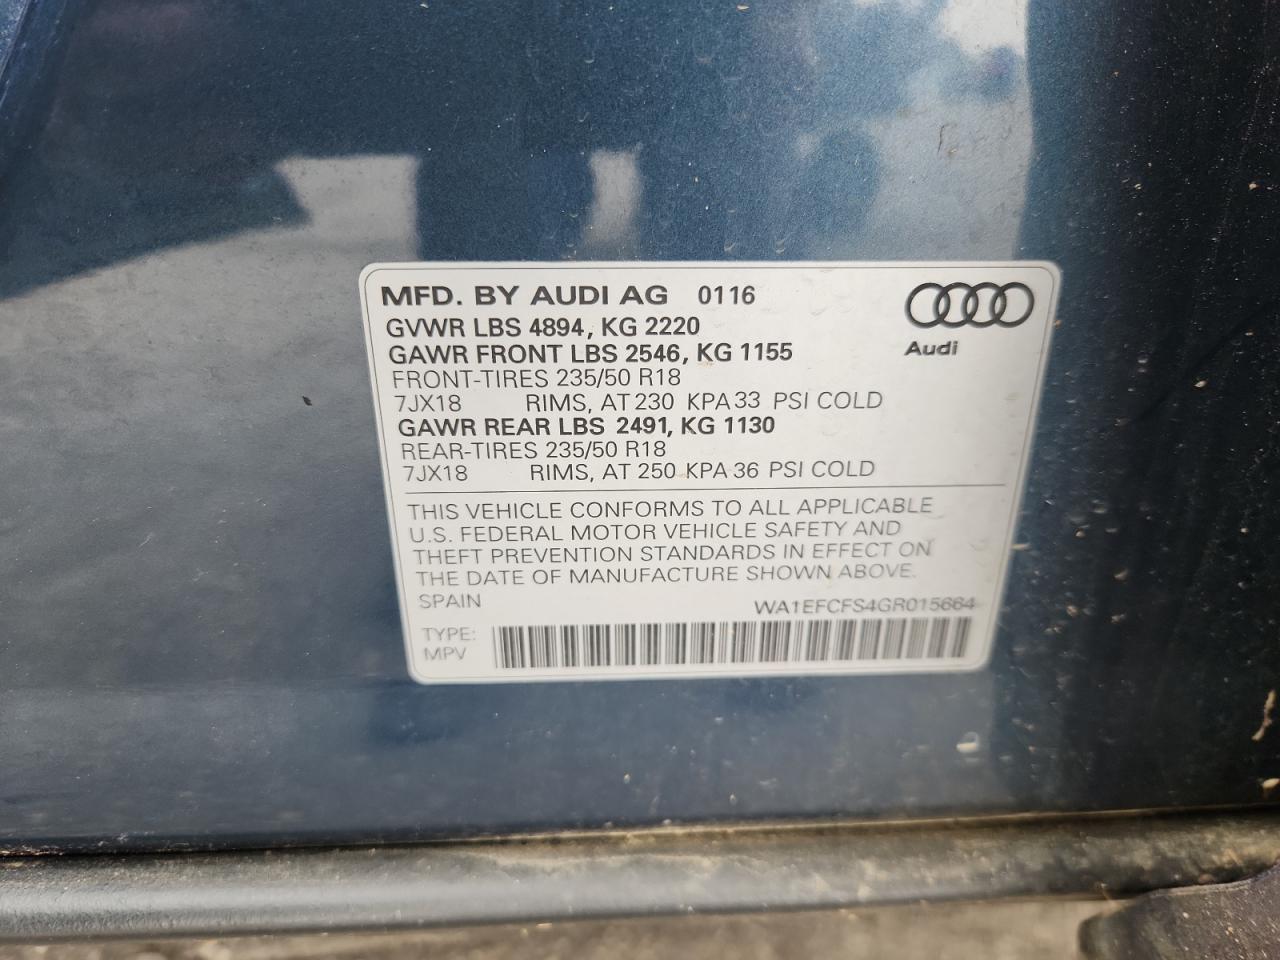 MFD. BY AUDI AG 0116
GVWR LBS 4894, KG 2220
GAWR FRONT LBS 2546, KG 1155
FRONT-TIRES 235/50 R18
7JX18 RIMS, AT 230 KPA 33 PSI COLD
GAWR REAR LBS 2491, KG 1130
REAR-TIRES 235/50 R18
7JX18 RIMS, AT 250 KPA 36 PSI COLD
Audi
THIS VEHICLE CONFORMS TO ALL APPLICABLE
U.S. FEDERAL MOTOR VEHICLE SAFETY AND
THEFT PREVENTION STANDARDS IN EFFECT ON
THE DATE OF MANUFACTURE SHOWN ABOVE.
SPAIN WA1EFCFS4GR015664
TYPE:
MPV